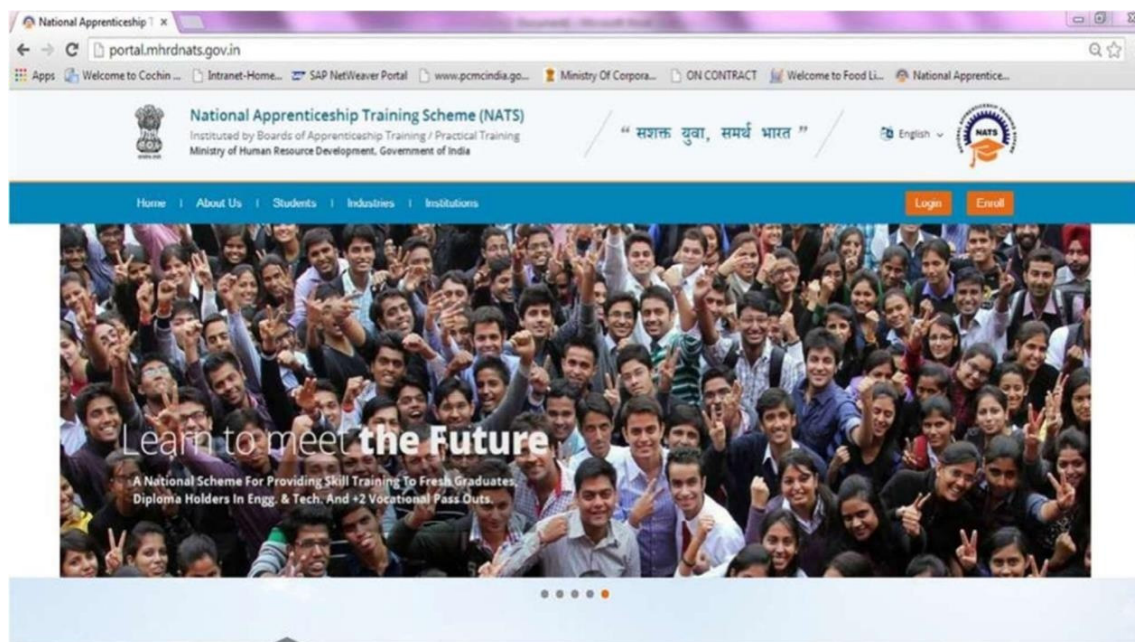 National Apprenticeship T
portal.mhrdnats.gov.in
Apps Welcome to Cochin ... Intranet-Home... SAP NetWeaver Portal www.pcmcindia.go... Ministry Of Corpora... ON CONTRACT Welcome to Food Li... National Apprentice...
National Apprenticeship Training Scheme (NATS)
Instituted by Boards of Apprenticeship Training / Practical Training
Ministry of Human Resource Development, Government of India
“ सशक्त युवा, समर्थ भारत ”
English
NATS
Home | About Us | Students | Industries | Institutions
Login Enroll
Learn to meet the Future
A National Scheme For Providing Skill Training To Fresh Graduates,
Diploma Holders In Engg. & Tech. And +2 Vocational Pass Outs.